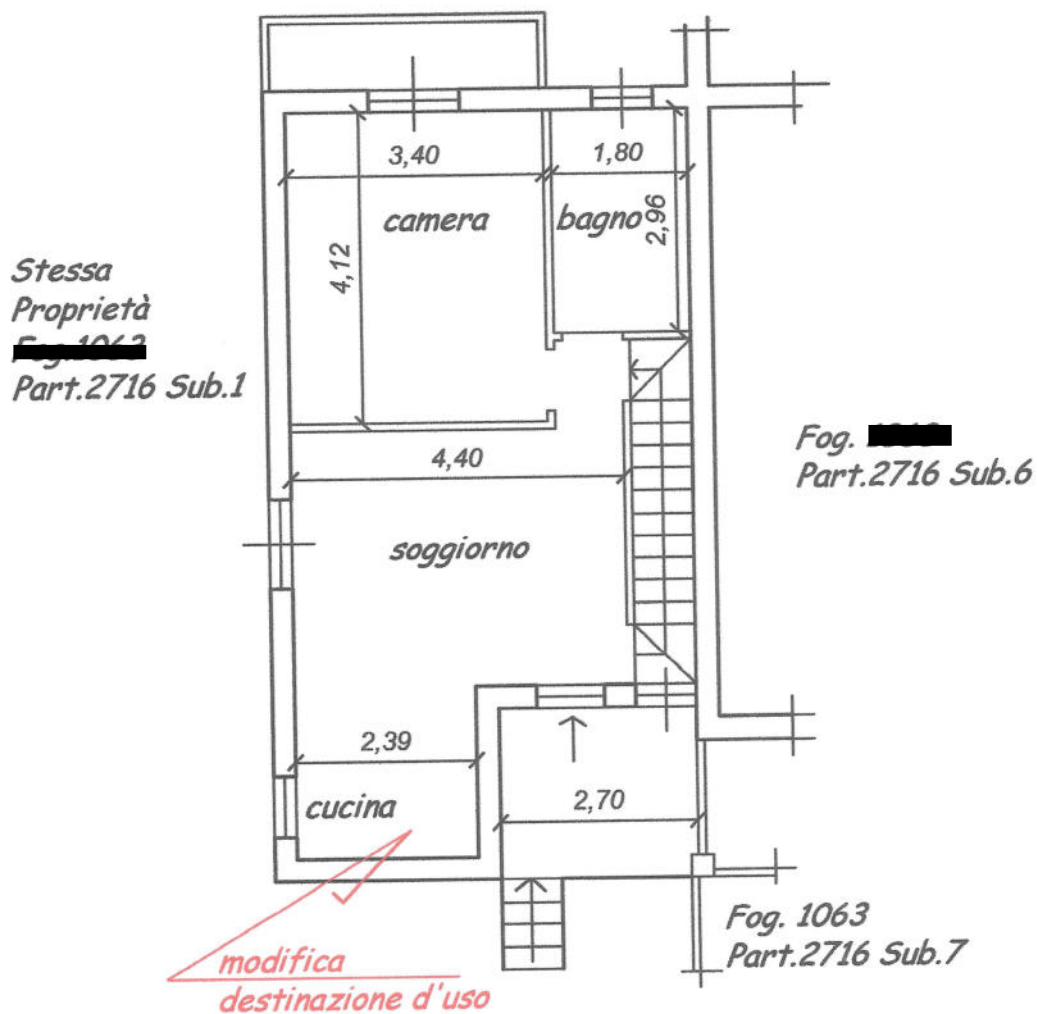 3,40
1,80
camera
bagno
2,96
4,12
Stessa
Proprietà
Part.2716 Sub.1
Fog.
Part.2716 Sub.6
4,40
soggiorno
2,39
cucina
2,70
Fog. 1063
Part.2716 Sub.7
modifica
destinazione d'uso